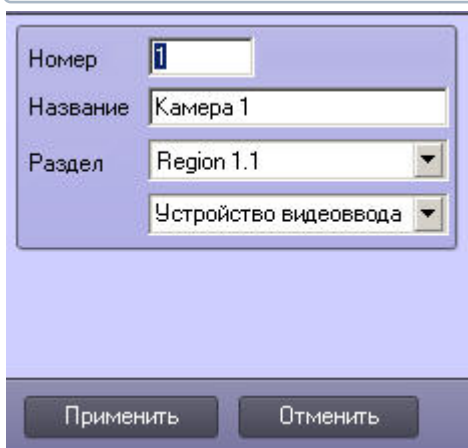 Номер 1
Название Камера 1
Раздел Region 1.1
Устройство видеоввода
Применить Отменить